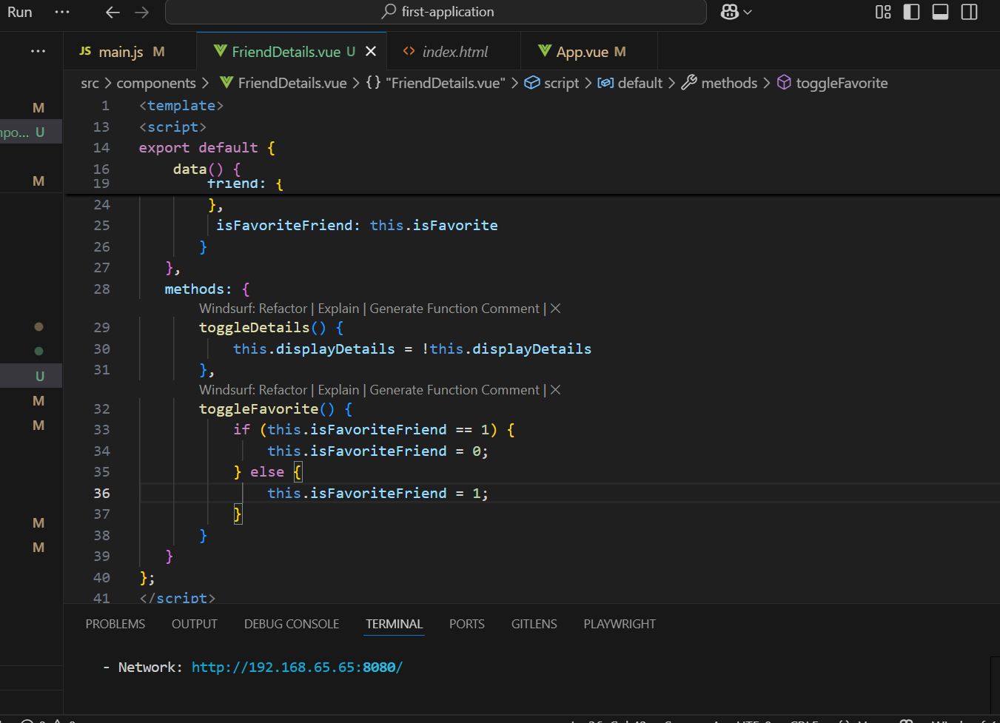 Run ··· first-application
JS main.js M FriendDetails.vue U index.html App.vue M
src > components > FriendDetails.vue > {} "FriendDetails.vue" > script > default > methods > toggleFavorite
1 <template>
13 <script>
14 export default {
16 data() {
19 friend: {
24 },
25 isFavoriteFriend: this.isFavorite
26 }
27 },
28 methods: {
Windsurf: Refactor | Explain | Generate Function Comment | ×
29 toggleDetails() {
30 this.displayDetails = !this.displayDetails
31 },
Windsurf: Refactor | Explain | Generate Function Comment | ×
32 toggleFavorite() {
33 if (this.isFavoriteFriend == 1) {
34 this.isFavoriteFriend = 0;
35 } else {
36 this.isFavoriteFriend = 1;
37 }
38 }
39 }
40 };
41 </script>
M
npo... U
M
U
M
M
M
M
PROBLEMS OUTPUT DEBUG CONSOLE TERMINAL PORTS GITLENS PLAYWRIGHT
- Network: http://192.168.65.65:8080/